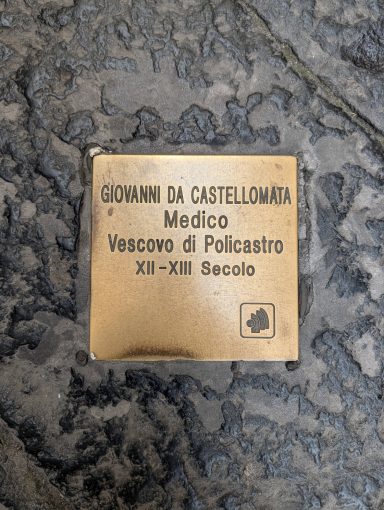 GIOVANNI DA CASTELLOMATA
Medico
Vescovo di Policastro
XII-XIII Secolo